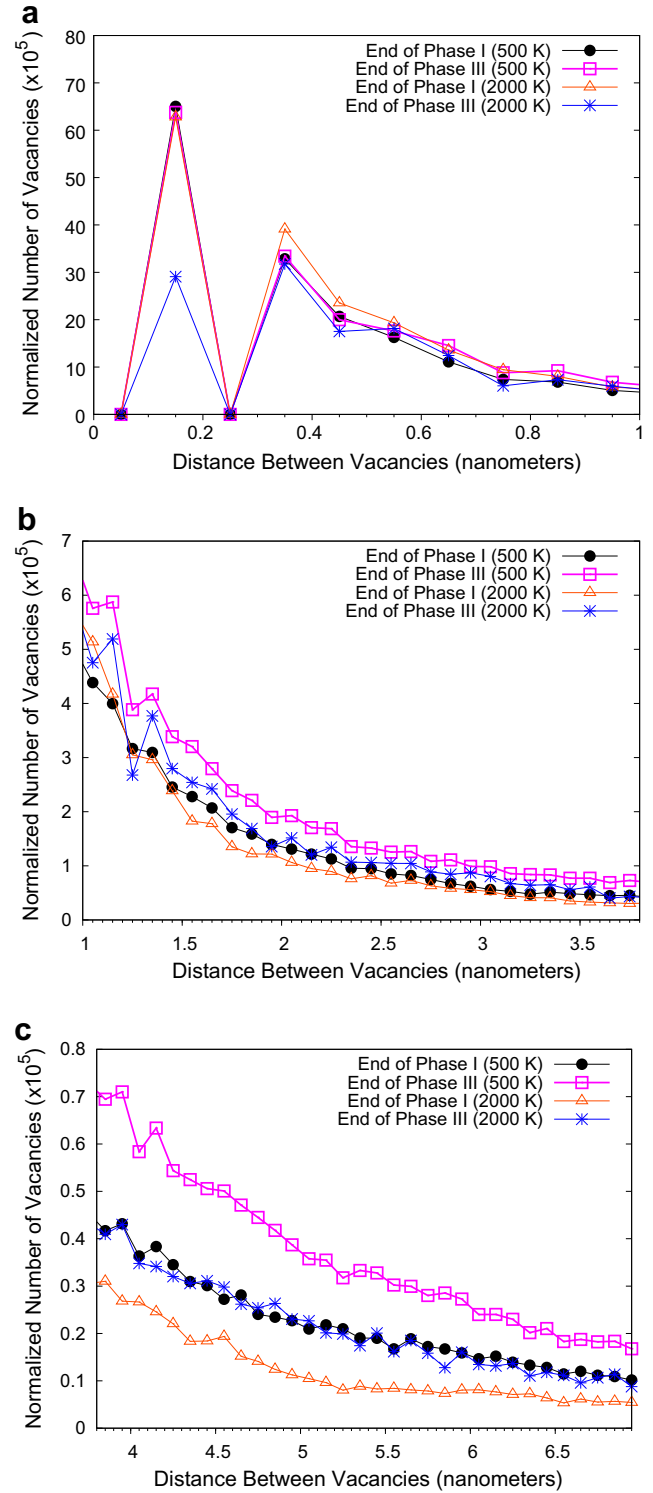 a
80
70
60
50
40
30
20
10
0
Normalized Number of Vacancies (x10⁵)
End of Phase I (500 K)
End of Phase III (500 K)
End of Phase I (2000 K)
End of Phase III (2000 K)
0 0.2 0.4 0.6 0.8 1
Distance Between Vacancies (nanometers)
b
7
6
5
4
3
2
1
0
Normalized Number of Vacancies (x10⁵)
End of Phase I (500 K)
End of Phase III (500 K)
End of Phase I (2000 K)
End of Phase III (2000 K)
1 1.5 2 2.5 3 3.5
Distance Between Vacancies (nanometers)
c
0.8
0.7
0.6
0.5
0.4
0.3
0.2
0.1
0
Normalized Number of Vacancies (x10⁵)
End of Phase I (500 K)
End of Phase III (500 K)
End of Phase I (2000 K)
End of Phase III (2000 K)
4 4.5 5 5.5 6 6.5
Distance Between Vacancies (nanometers)